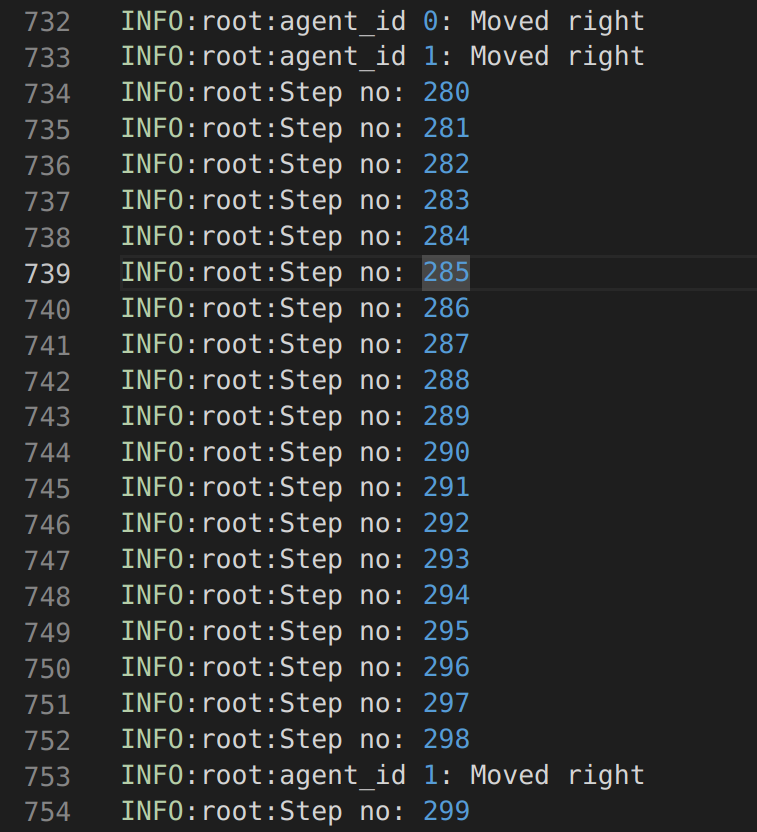 732 INFO:root:agent_id 0: Moved right
733 INFO:root:agent_id 1: Moved right
734 INFO:root:Step no: 280
735 INFO:root:Step no: 281
736 INFO:root:Step no: 282
737 INFO:root:Step no: 283
738 INFO:root:Step no: 284
739 INFO:root:Step no: 285
740 INFO:root:Step no: 286
741 INFO:root:Step no: 287
742 INFO:root:Step no: 288
743 INFO:root:Step no: 289
744 INFO:root:Step no: 290
745 INFO:root:Step no: 291
746 INFO:root:Step no: 292
747 INFO:root:Step no: 293
748 INFO:root:Step no: 294
749 INFO:root:Step no: 295
750 INFO:root:Step no: 296
751 INFO:root:Step no: 297
752 INFO:root:Step no: 298
753 INFO:root:agent_id 1: Moved right
754 INFO:root:Step no: 299